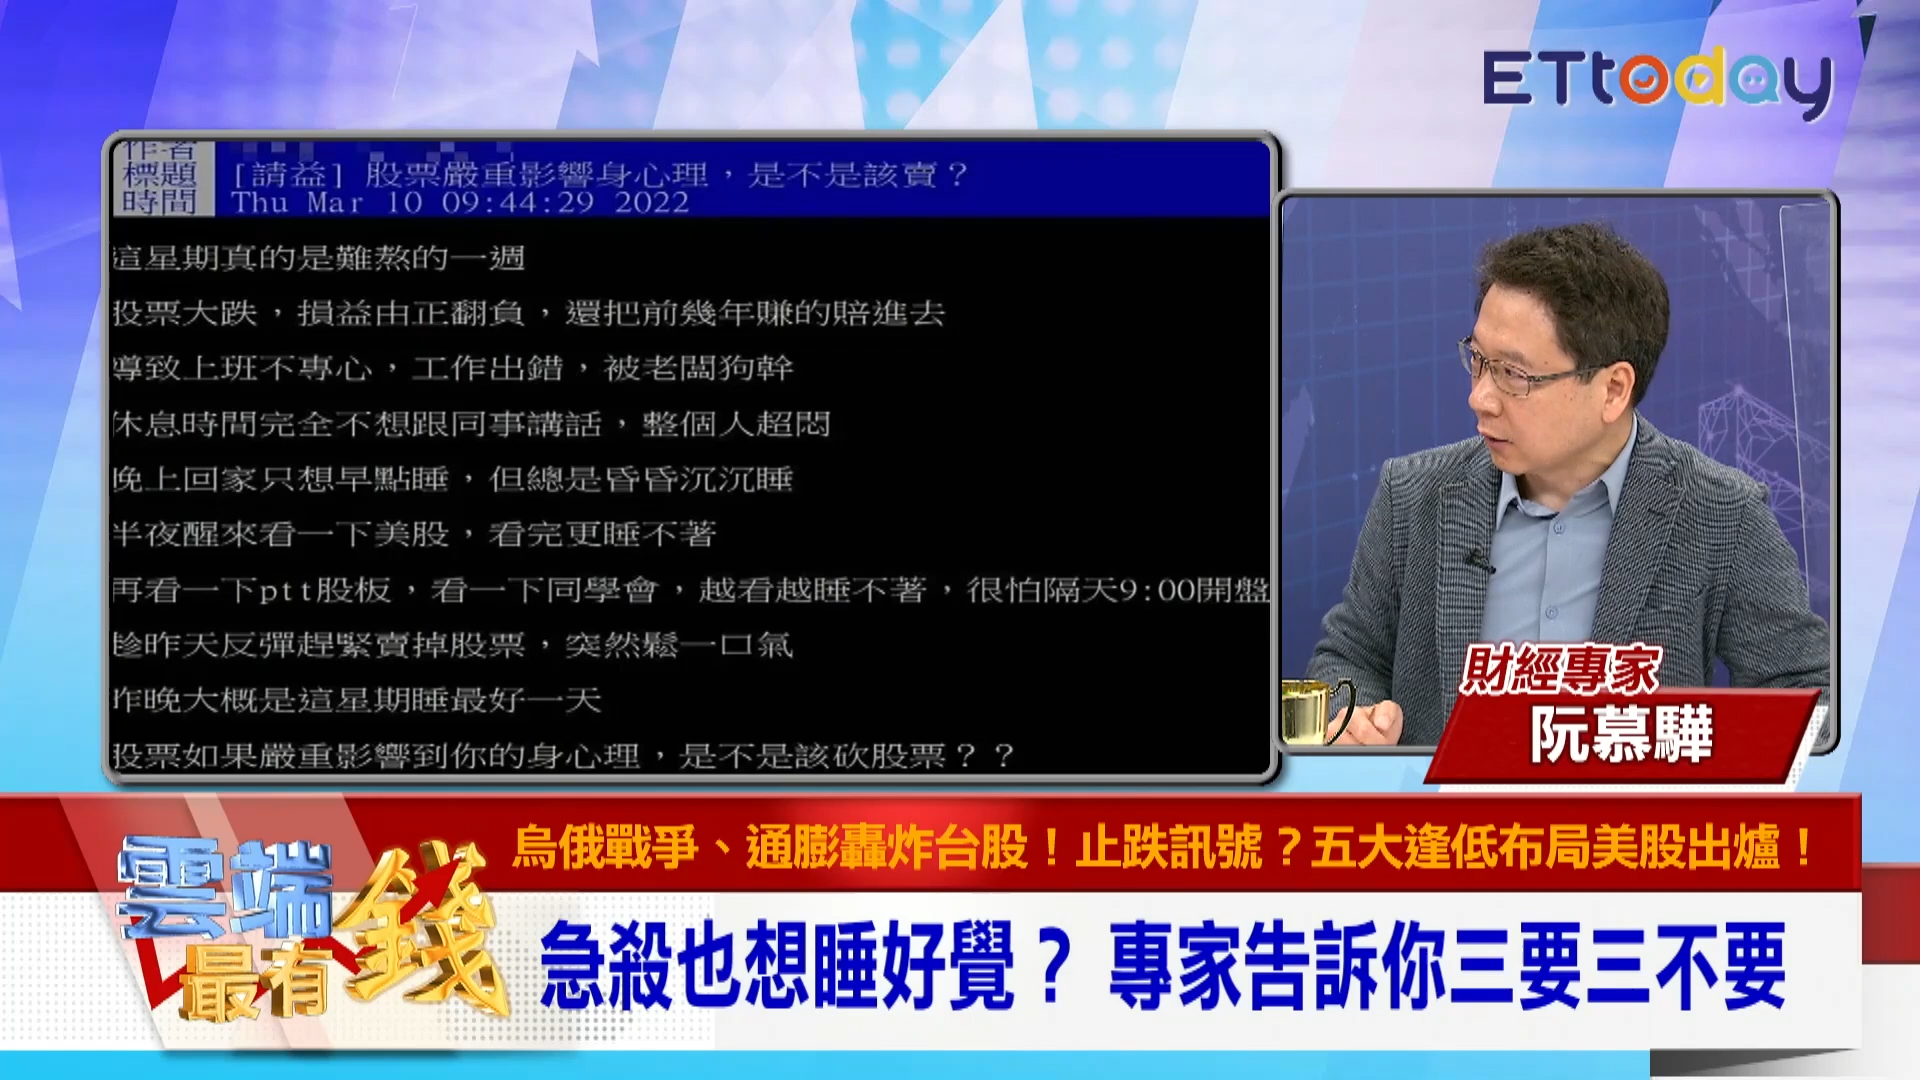 ETtoday
作者
標題 [請益] 股票嚴重影響身心理，是不是該賣？
時間 Thu Mar 10 09:44:29 2022
這星期真的是難熬的一週
股票大跌，損益由正翻負，還把前幾年賺的賠進去
導致上班不專心，工作出錯，被老闆狗幹
休息時間完全不想跟同事講話，整個人超悶
晚上回家只想早點睡，但總是昏昏沉沉睡
半夜醒來看一下美股，看完更睡不著
再看一下ptt股板，看一下同學會，越看越睡不著，很怕隔天9:00開盤
趁昨天反彈趕緊賣掉股票，突然鬆一口氣
昨晚大概是這星期睡最好一天
股票如果嚴重影響到你的身心理，是不是該砍股票？？
財經專家
阮慕驊
烏俄戰爭、通膨轟炸台股！止跌訊號？五大逢低布局美股出爐！
雲端最有錢
急殺也想睡好覺？ 專家告訴你三要三不要